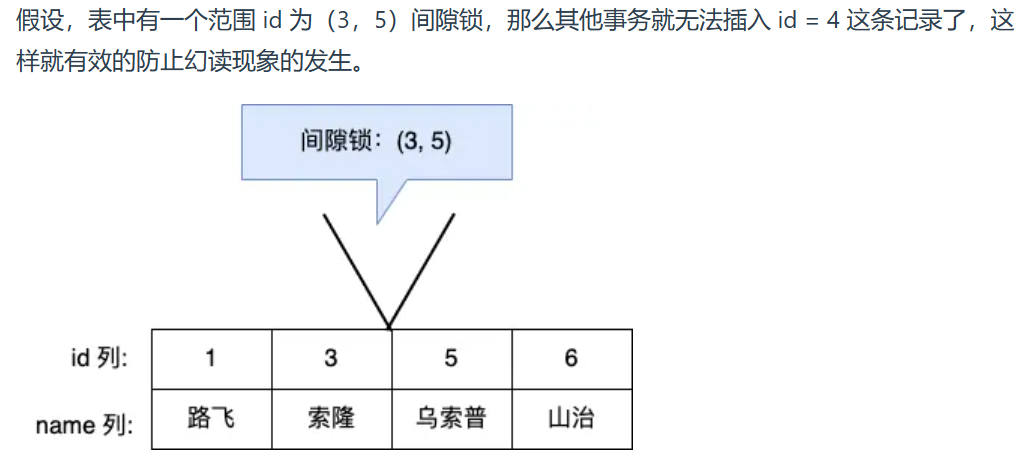 假设，表中有一个范围 id 为（3，5）间隙锁，那么其他事务就无法插入 id = 4 这条记录了，这
样就有效的防止幻读现象的发生。
间隙锁：(3, 5)
id 列: 1 3 5 6
name 列: 路飞 索隆 乌索普 山治